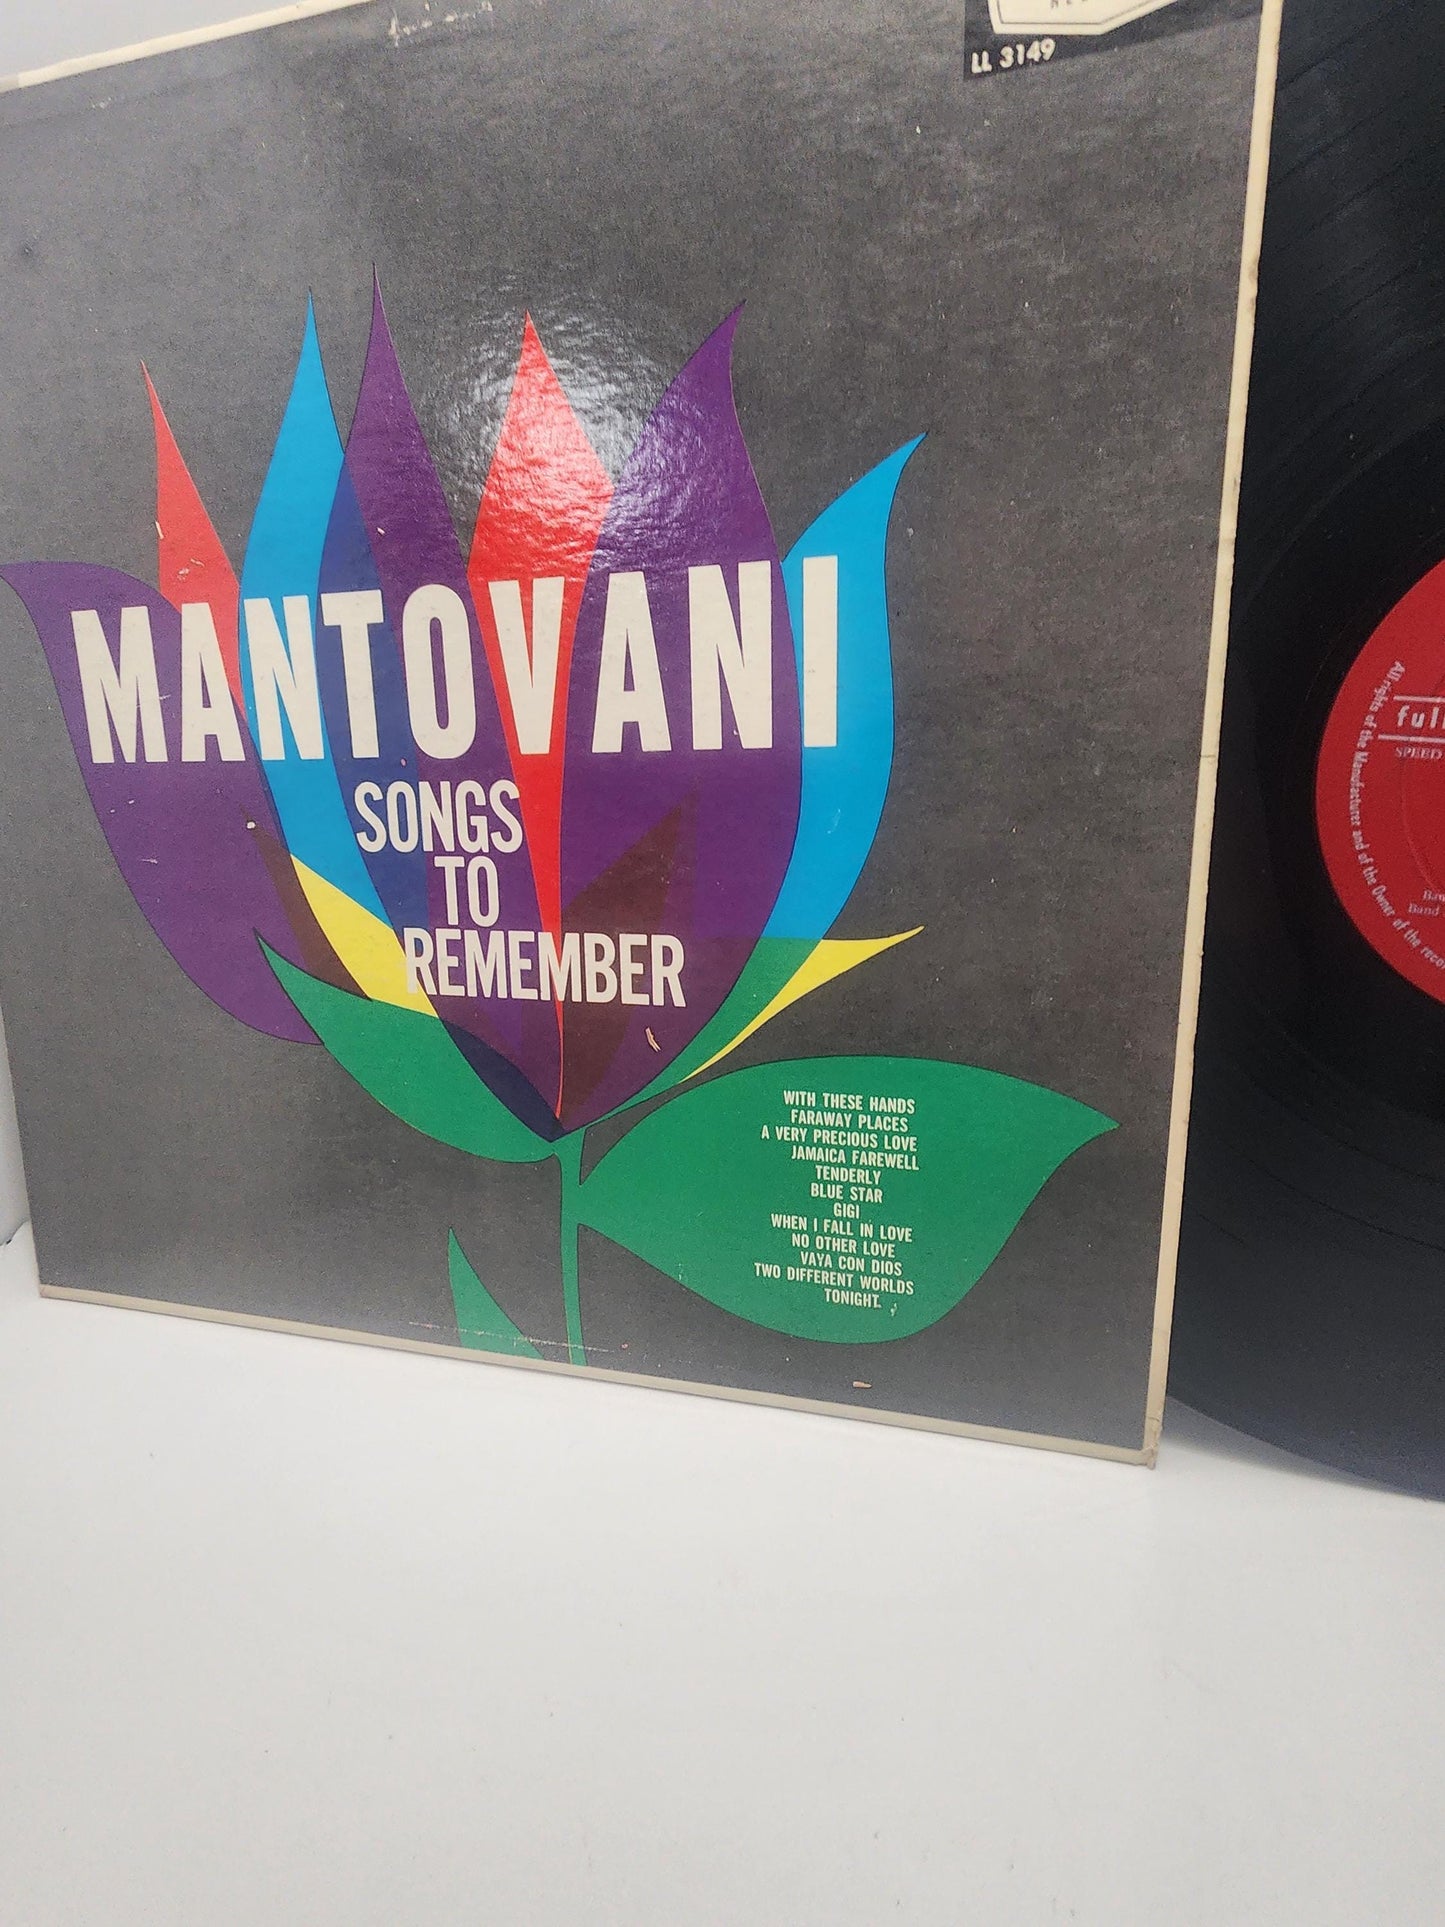 LL 3149
MANTOVANI
SONGS
TO
REMEMBER
WITH THESE HANDS
FARAWAY PLACES
A VERY PRECIOUS LOVE
JAMAICA FAREWELL
TENDERLY
BLUE STAR
GIGI
WHEN I FALL IN LOVE
NO OTHER LOVE
VAYA CON DIOS
TWO DIFFERENT WORLDS
TONIGHT
All rights of the Manufacturer and of the Owner of the
SPEED
Band